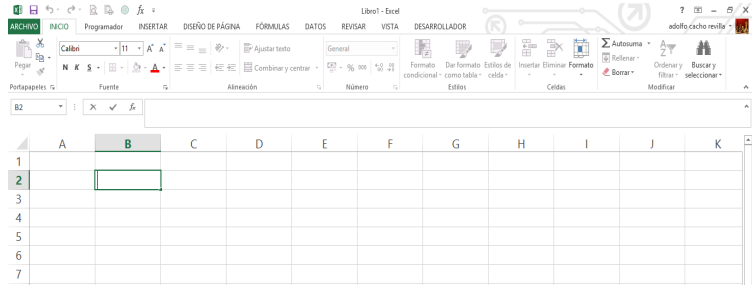 Libro1 - Excel
ARCHIVO INICIO Programador INSERTAR DISEÑO DE PÁGINA FÓRMULAS DATOS REVISAR VISTA DESARROLLADOR adolfo cacho revilla
Calibri 11 A A General Autosuma
Ajustar texto Rellenar
Pegar N K S A Combinar y centrar % 000 Formato condicional Dar formato como tabla Estilos de celda Insertar Eliminar Formato Borrar Ordenar y filtrar Buscar y seleccionar
Portapapeles Fuente Alineación Número Estilos Celdas Modificar
B2 fx
A B C D E F G H I J K
1
2
3
4
5
6
7